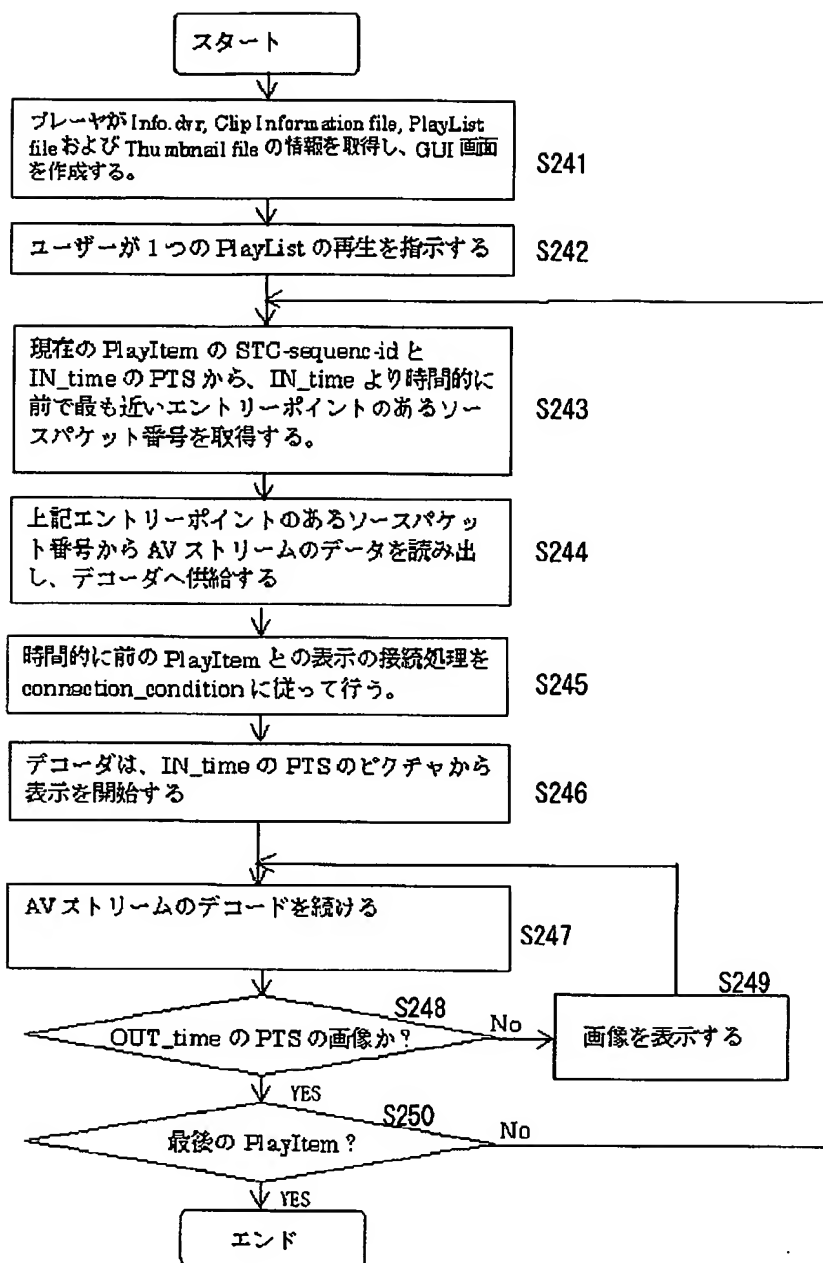 スタート
プレーヤが Info.dvr, Clip Information file, PlayList
file および Thumbnail file の情報を取得し、GUI 画面
を作成する。
S241
ユーザーが 1 つの PlayList の再生を指示する
S242
現在の PlayItem の STC-sequenc-id と
IN_time の PTS から、IN_time より時間的に
前で最も近いエントリーポイントのあるソー
スパケット番号を取得する。
S243
上記エントリーポイントのあるソースパケッ
ト番号から AV ストリームのデータを読み出
し、デコーダへ供給する
S244
時間的に前の PlayItem との表示の接続処理を
connection_condition に従って行う。
S245
デコーダは、IN_time の PTS のピクチャから
表示を開始する
S246
AV ストリームのデコードを続ける
S247
S248
OUT_time の PTS の画像か?
No
S249
画像を表示する
YES
S250
最後の PlayItem ?
No
YES
エンド